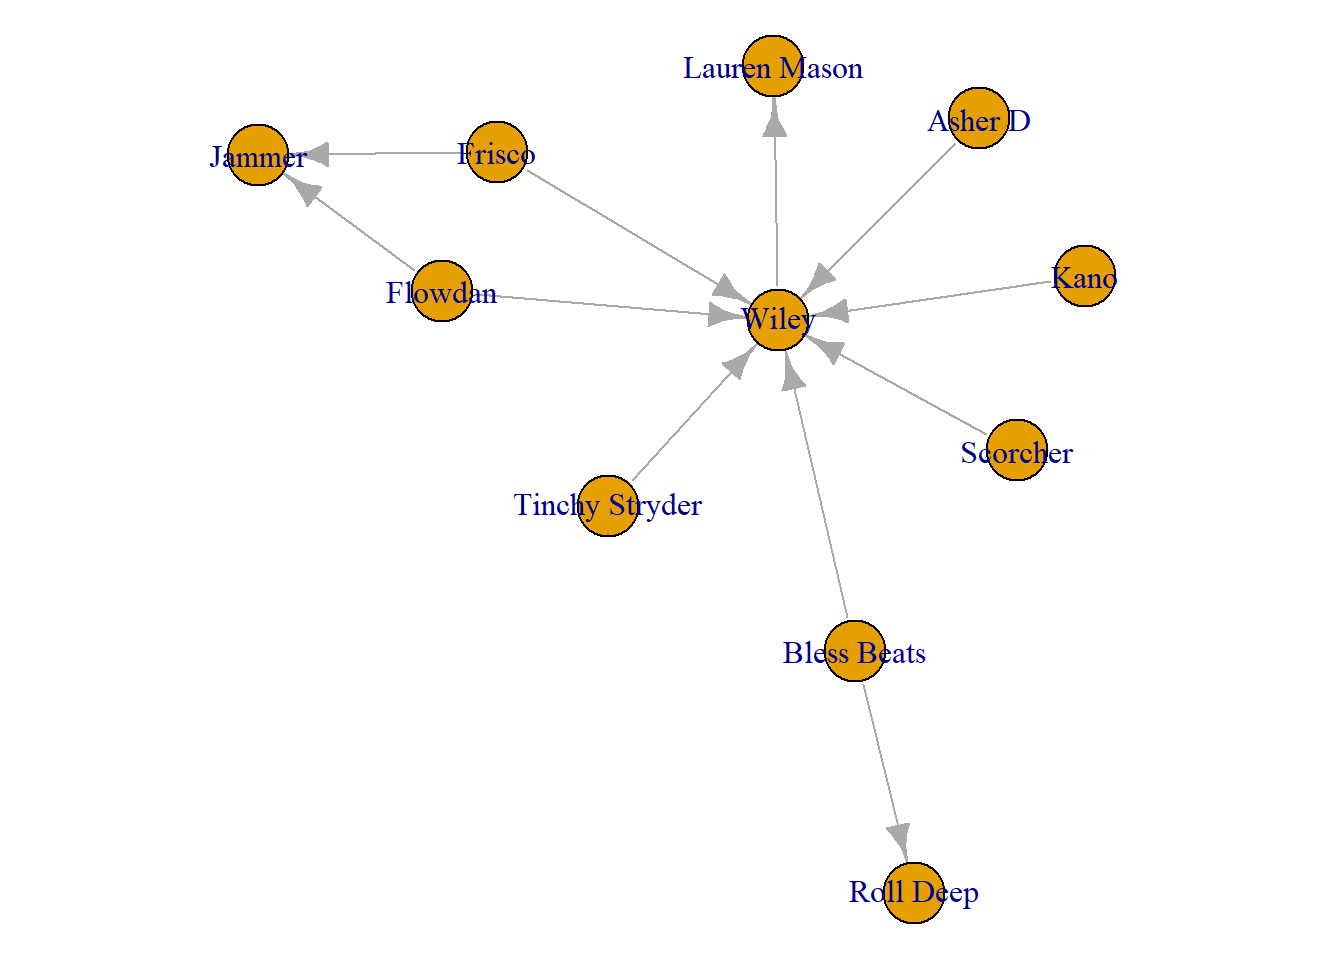 Lauren Mason
Asher D
Jammer
Frisco
Kano
Flowdan
Wiley
Scorcher
Tinchy Stryder
Bless Beats
Roll Deep